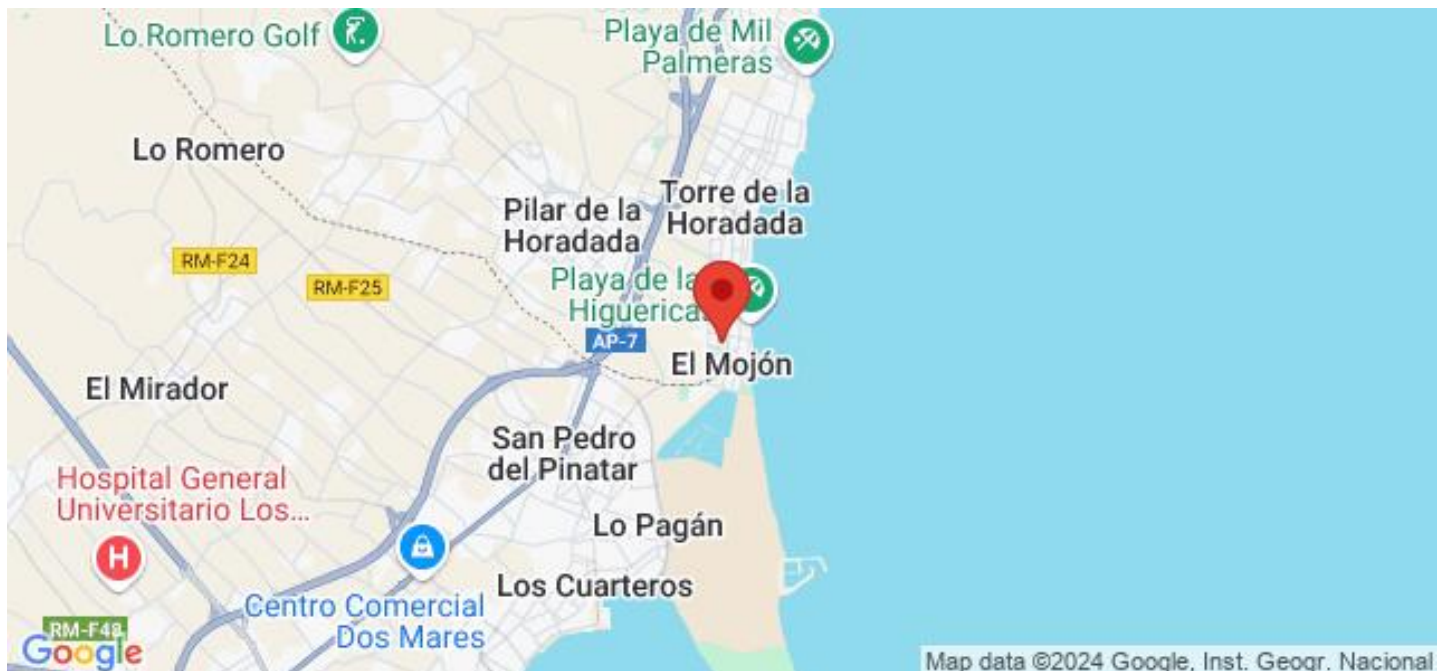 Lo Romero Golf
Playa de Mil
Palmeras
Lo Romero
Torre de la
Horadada
Pilar de la
Horadada
RM-F24
RM-F25
Playa de la
Higuerica
AP-7
El Mojón
El Mirador
San Pedro
del Pinatar
Hospital General
Universitario Los...
H
Lo Pagán
Los Cuarteros
Centro Comercial
Dos Mares
RM-F48
Google
Map data ©2024 Google, Inst. Geogr. Nacional